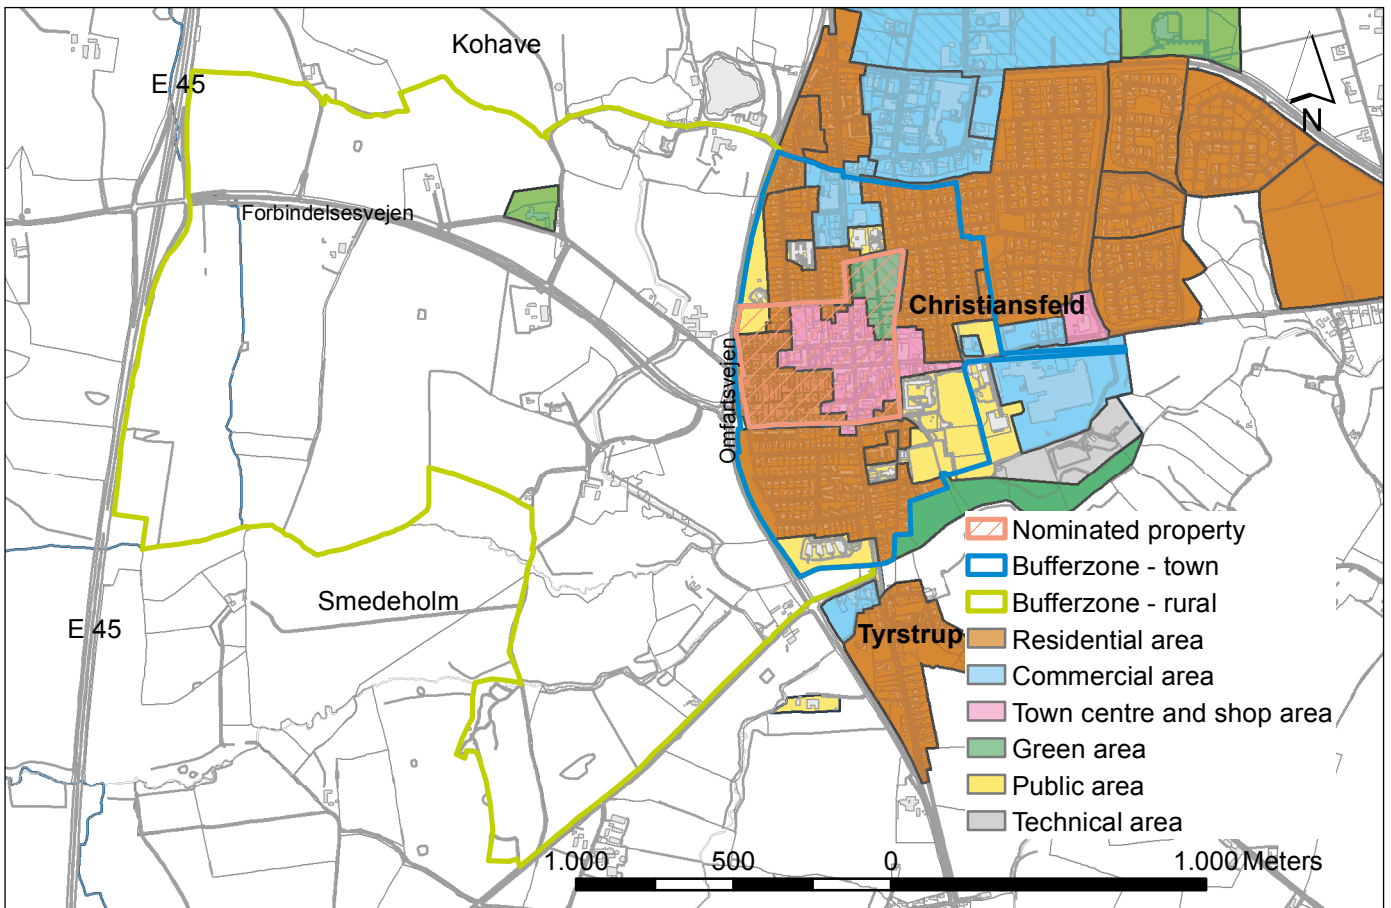 Kohave
E 45
N
Forbindelsesvejen
Christiansfeld
Omfartsvejen
Nominated property
Bufferzone - town
Bufferzone - rural
Smedeholm
E 45
Tyrstrup
Residential area
Commercial area
Town centre and shop area
Green area
Public area
Technical area
1.000 500 0 1.000 Meters